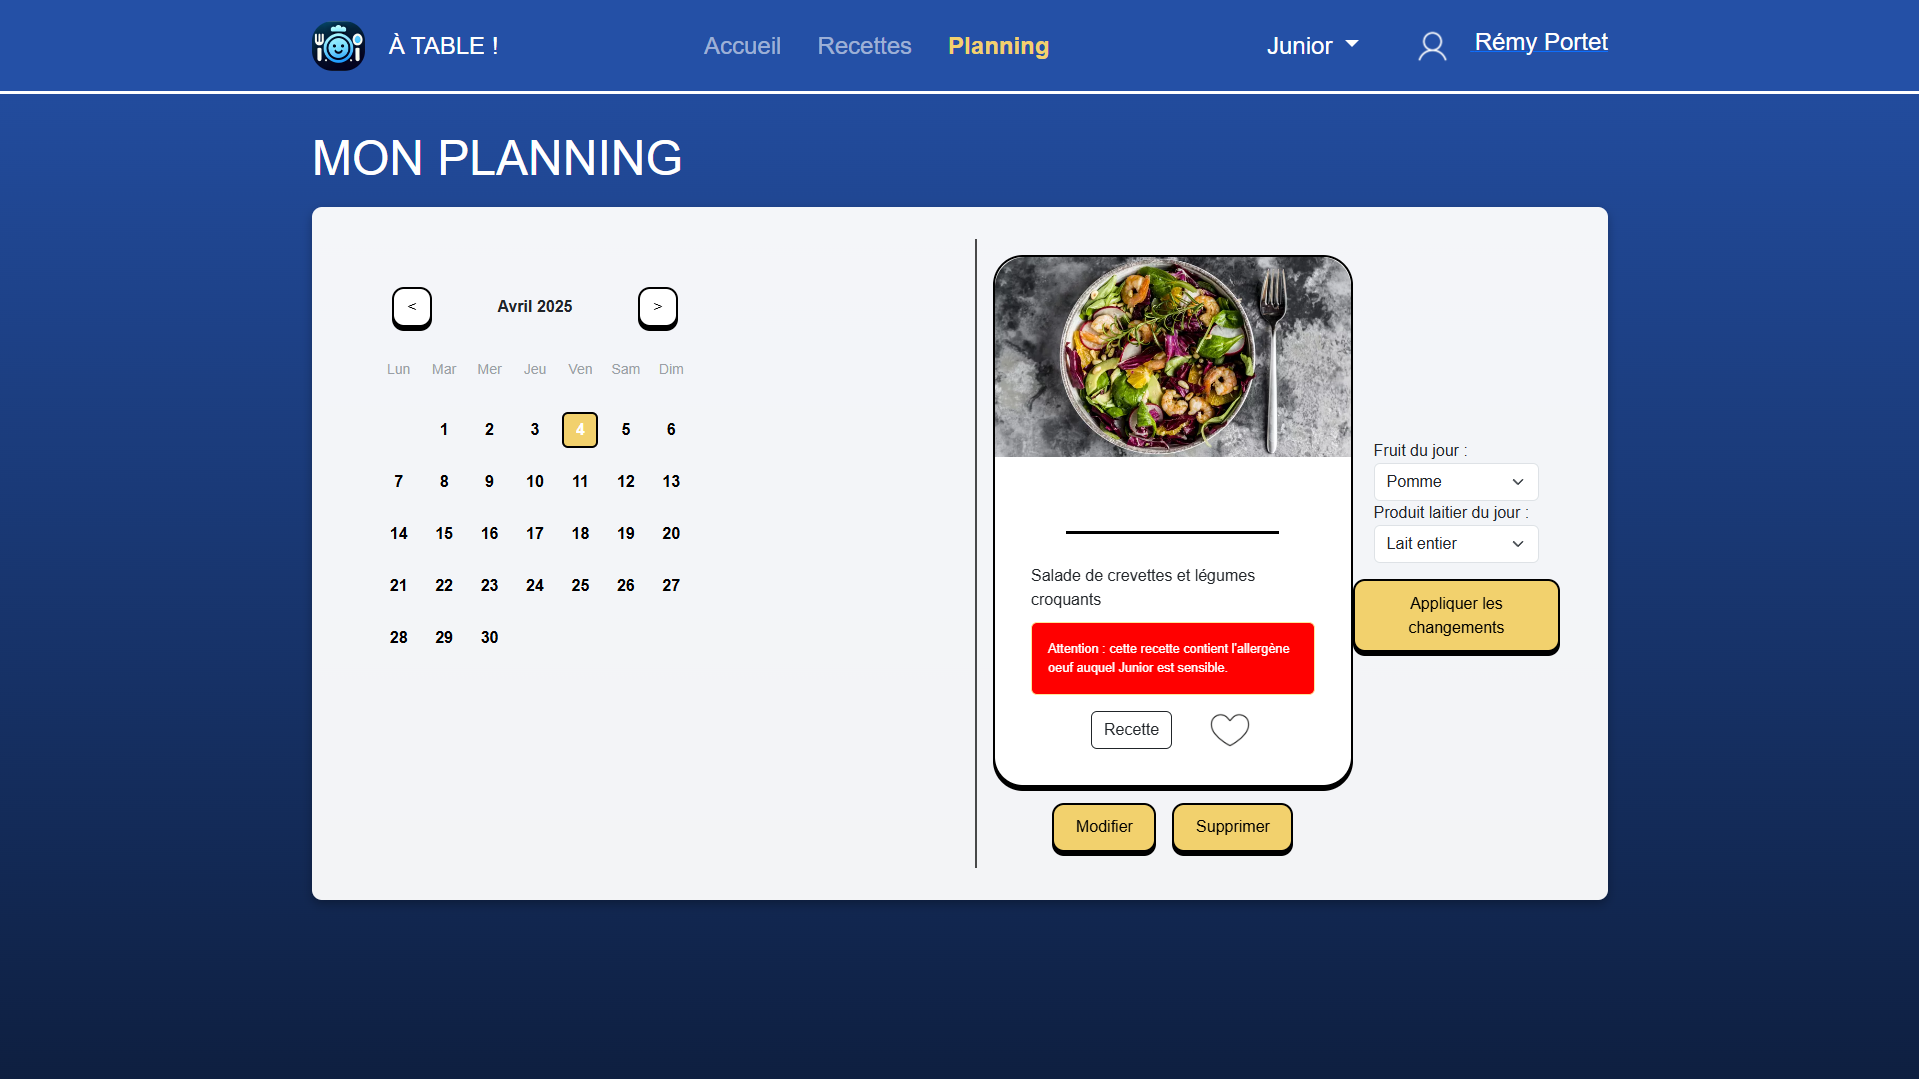 À TABLE !
Accueil
Recettes
Planning
Junior
Rémy Portet
MON PLANNING
<
Avril 2025
>
Lun Mar Mer Jeu Ven Sam Dim
1 2 3 4 5 6
7 8 9 10 11 12 13
14 15 16 17 18 19 20
21 22 23 24 25 26 27
28 29 30
Salade de crevettes et légumes
croquants
Attention : cette recette contient l'allergène
oeuf auquel Junior est sensible.
Recette
Modifier
Supprimer
Fruit du jour :
Pomme
Produit laitier du jour :
Lait entier
Appliquer les
changements